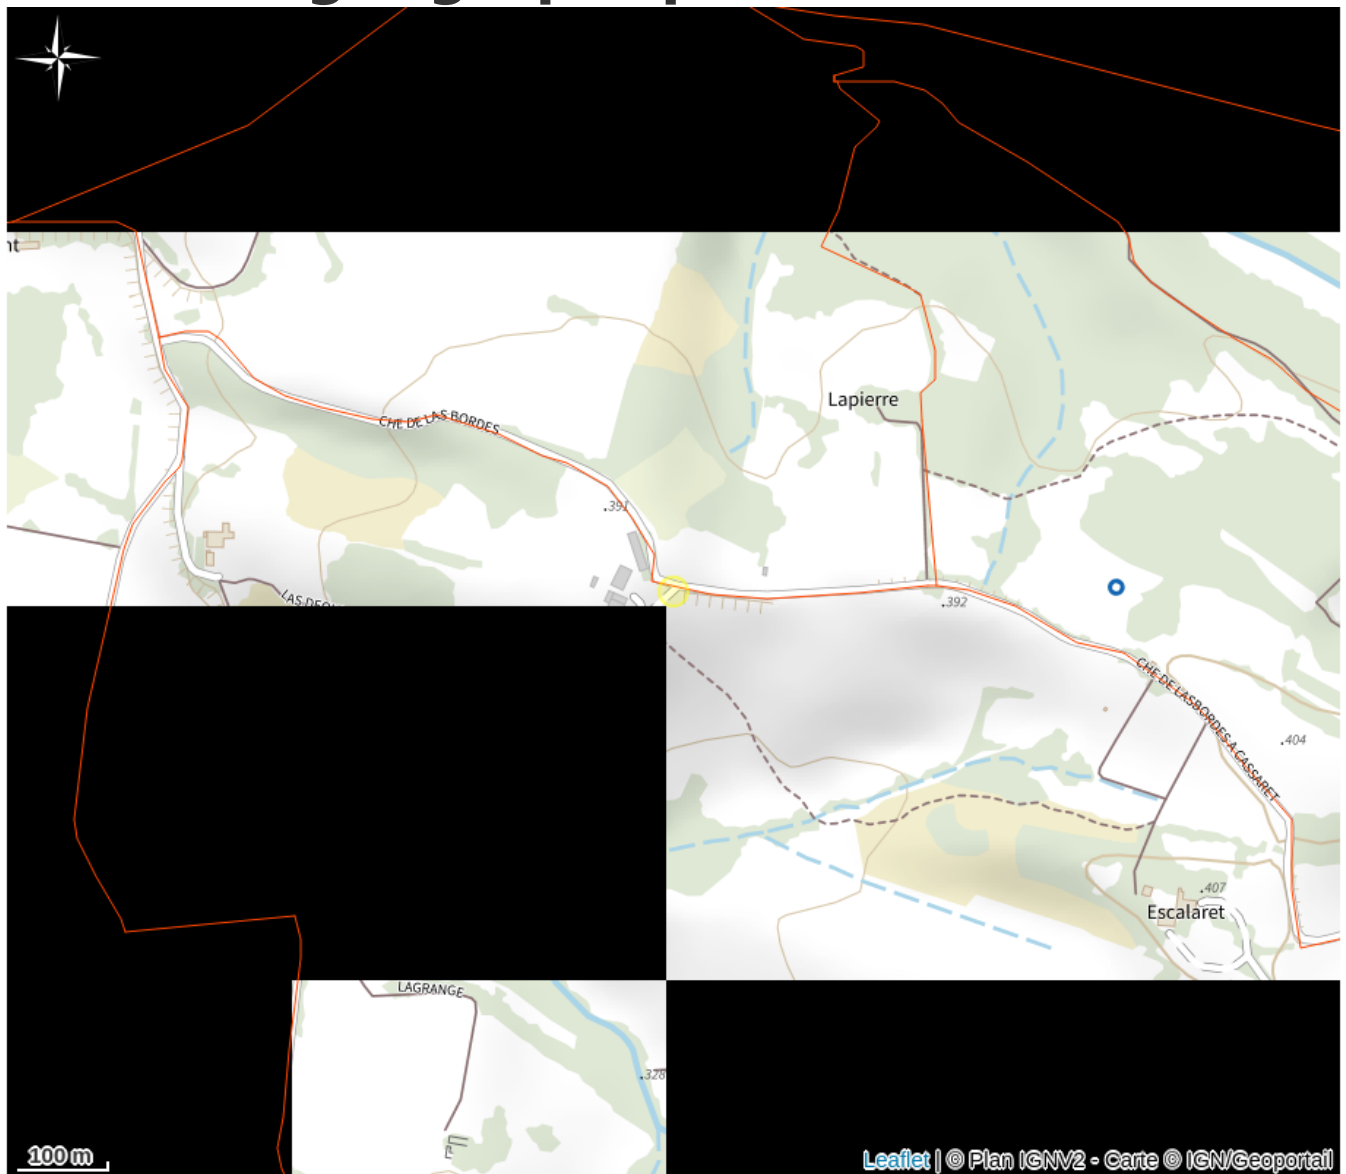 nt
Lapierre
CHE DE LAS BORDES
.391
.392
CHE DE LASBORDES A CASSARET
.404
.407
Escalaret
LAGRANGE
.328
100 m
Leaflet | © Plan IGNV2 - Carte © IGN/Geoportail